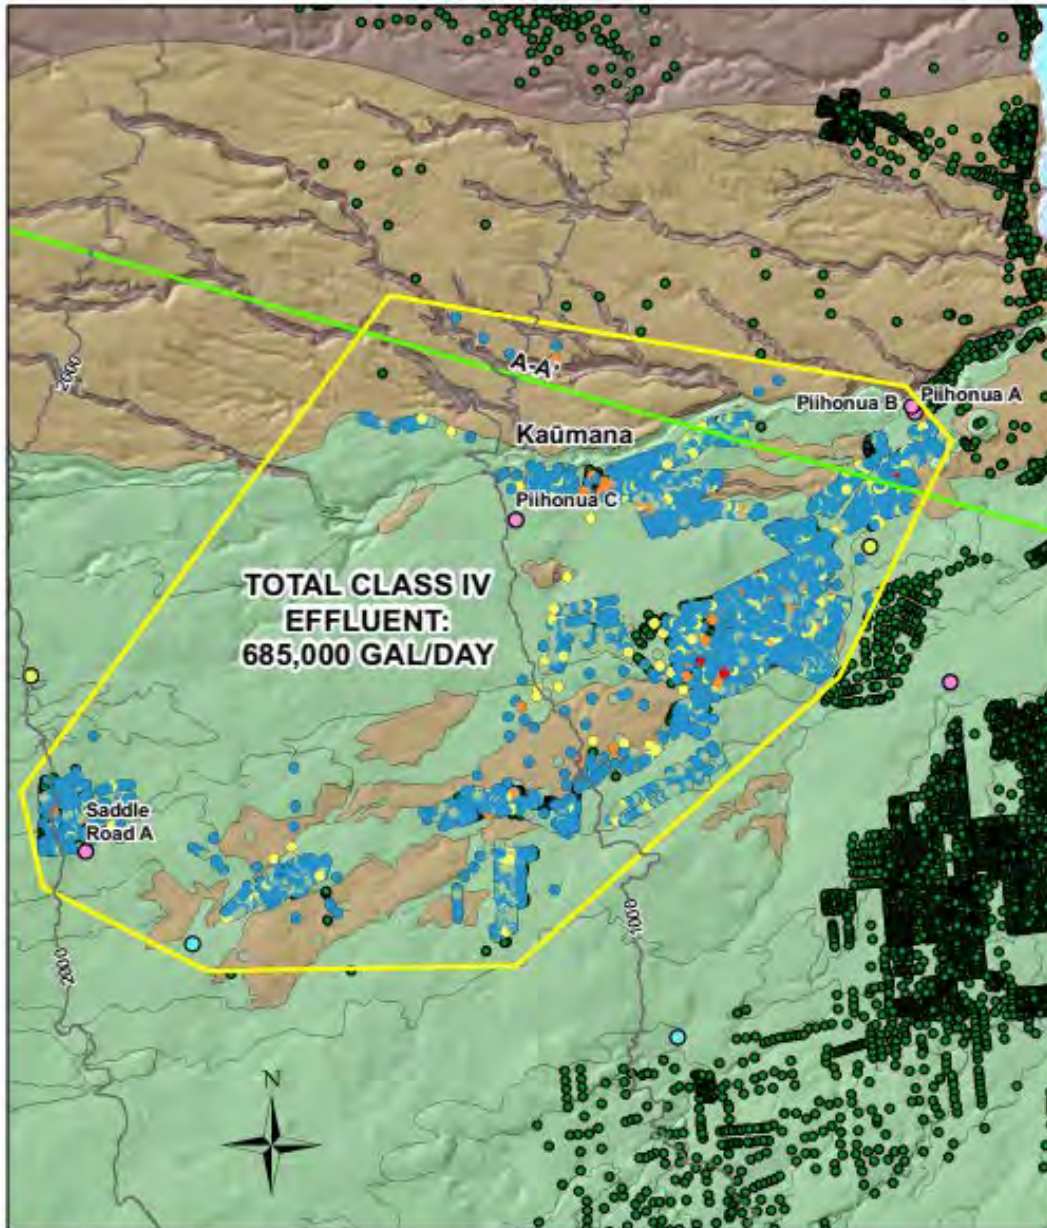 2000
A-A'
Piihonua B
Piihonua A
Kaūmana
Piihonua C
TOTAL CLASS IV
EFFLUENT:
685,000 GAL/DAY
Saddle
Road A
2000
1000
N